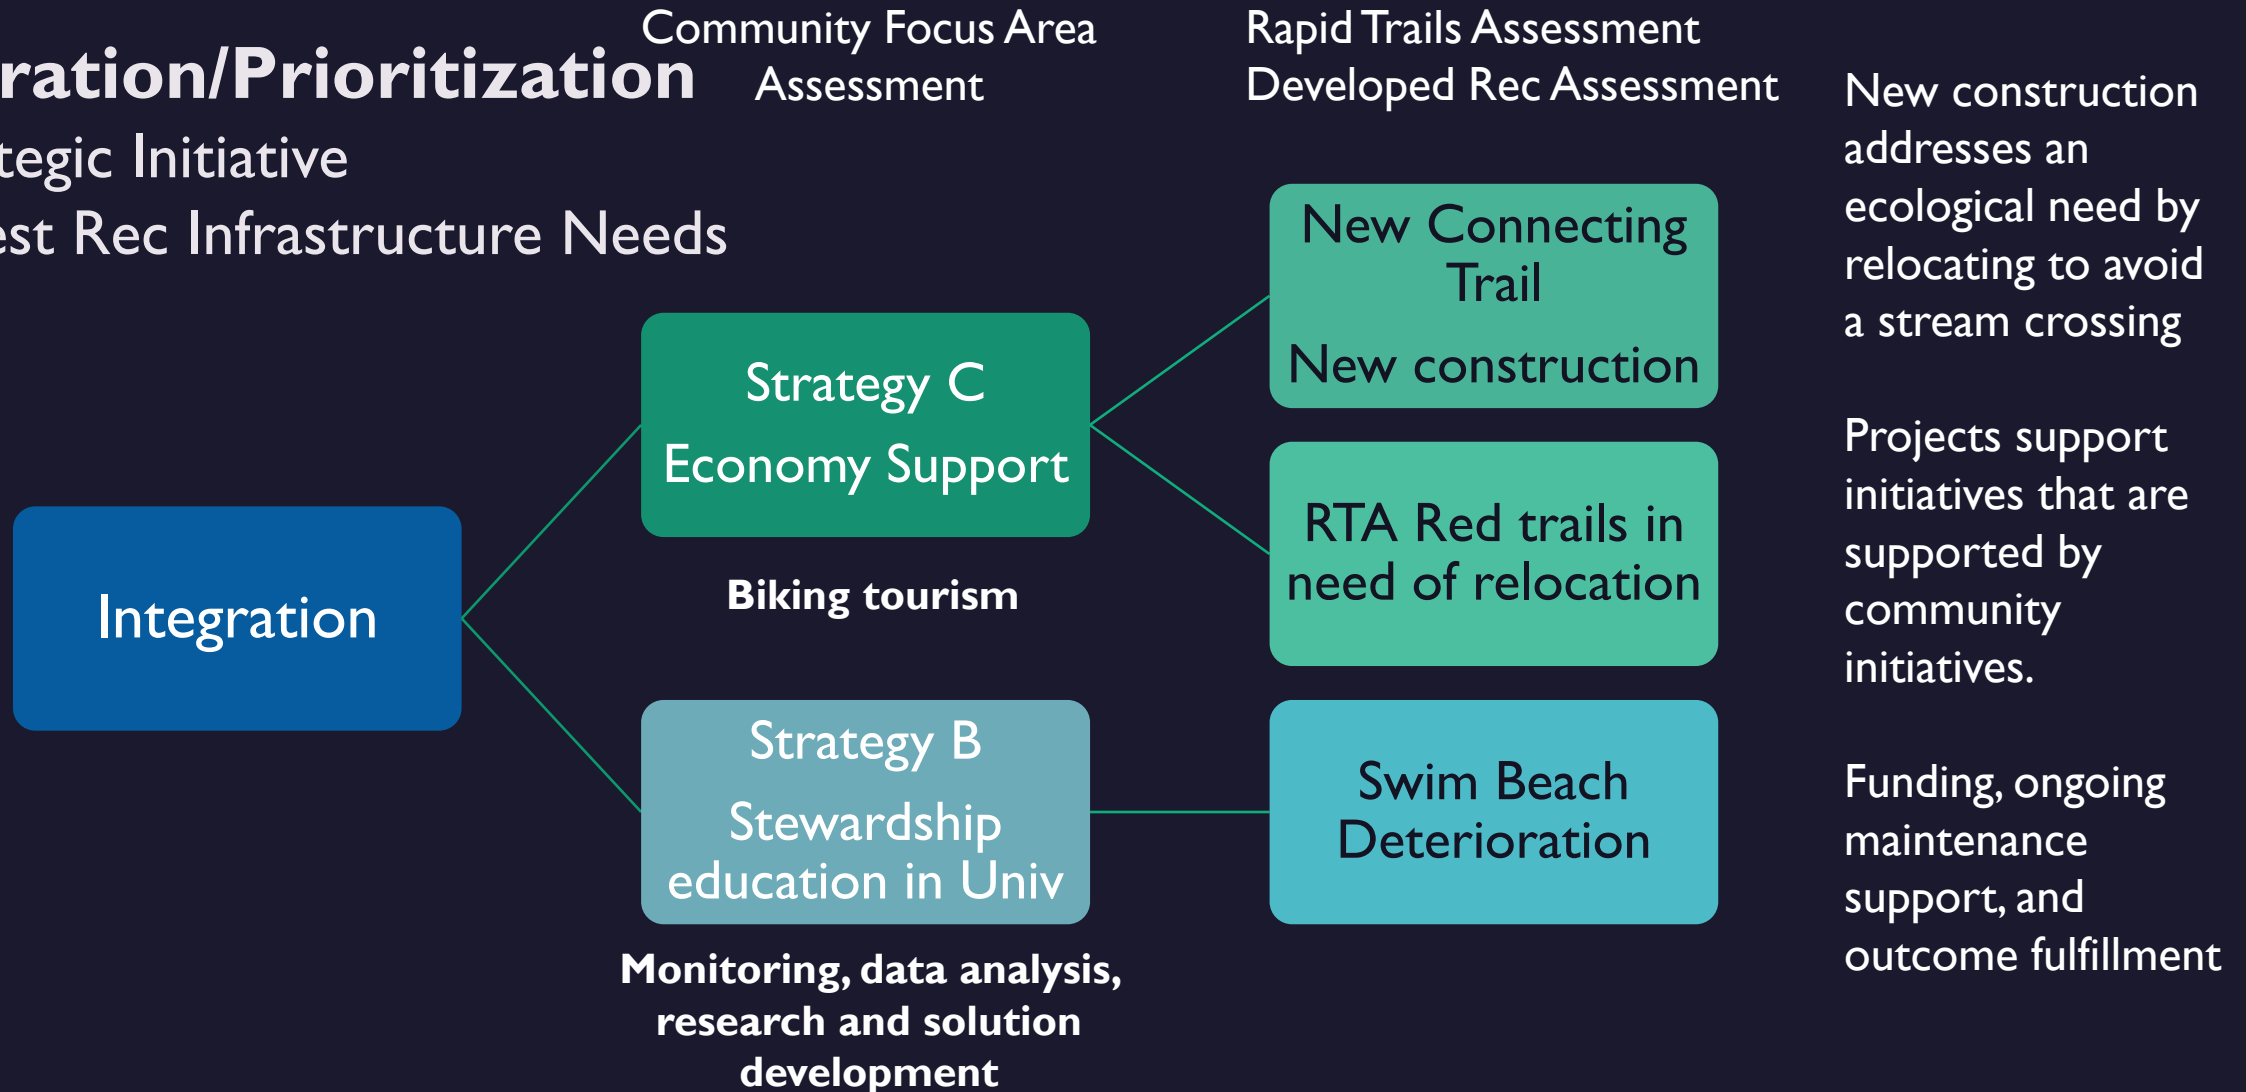 ration/Prioritization
tegic Initiative
est Rec Infrastructure Needs
Community Focus Area
Assessment
Rapid Trails Assessment
Developed Rec Assessment
Integration
Strategy C
Economy Support
Biking tourism
Strategy B
Stewardship
education in Univ
Monitoring, data analysis,
research and solution
development
New Connecting
Trail
New construction
RTA Red trails in
need of relocation
Swim Beach
Deterioration
New construction
addresses an
ecological need by
relocating to avoid
a stream crossing
Projects support
initiatives that are
supported by
community
initiatives.
Funding, ongoing
maintenance
support, and
outcome fulfillment